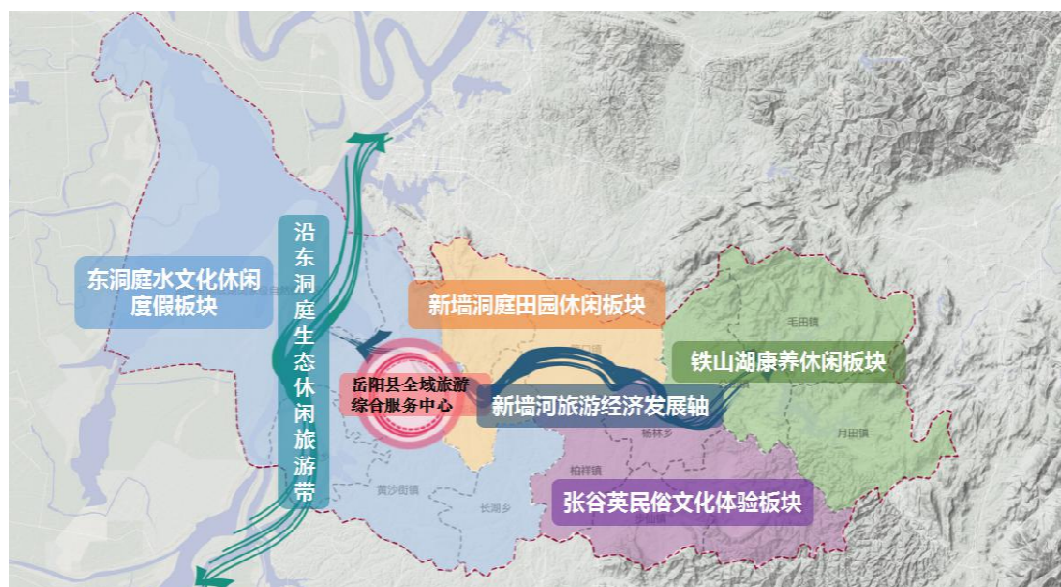 沿东洞庭生态休闲旅游带
东洞庭水文化休闲
度假板块
新墙洞庭田园休闲板块
毛田镇
铁山湖康养休闲板块
岳阳县全域旅游
综合服务中心
新墙河旅游经济发展轴
杨林乡
月田镇
柏祥镇
黄沙街镇
长湖乡
张谷英民俗文化体验板块